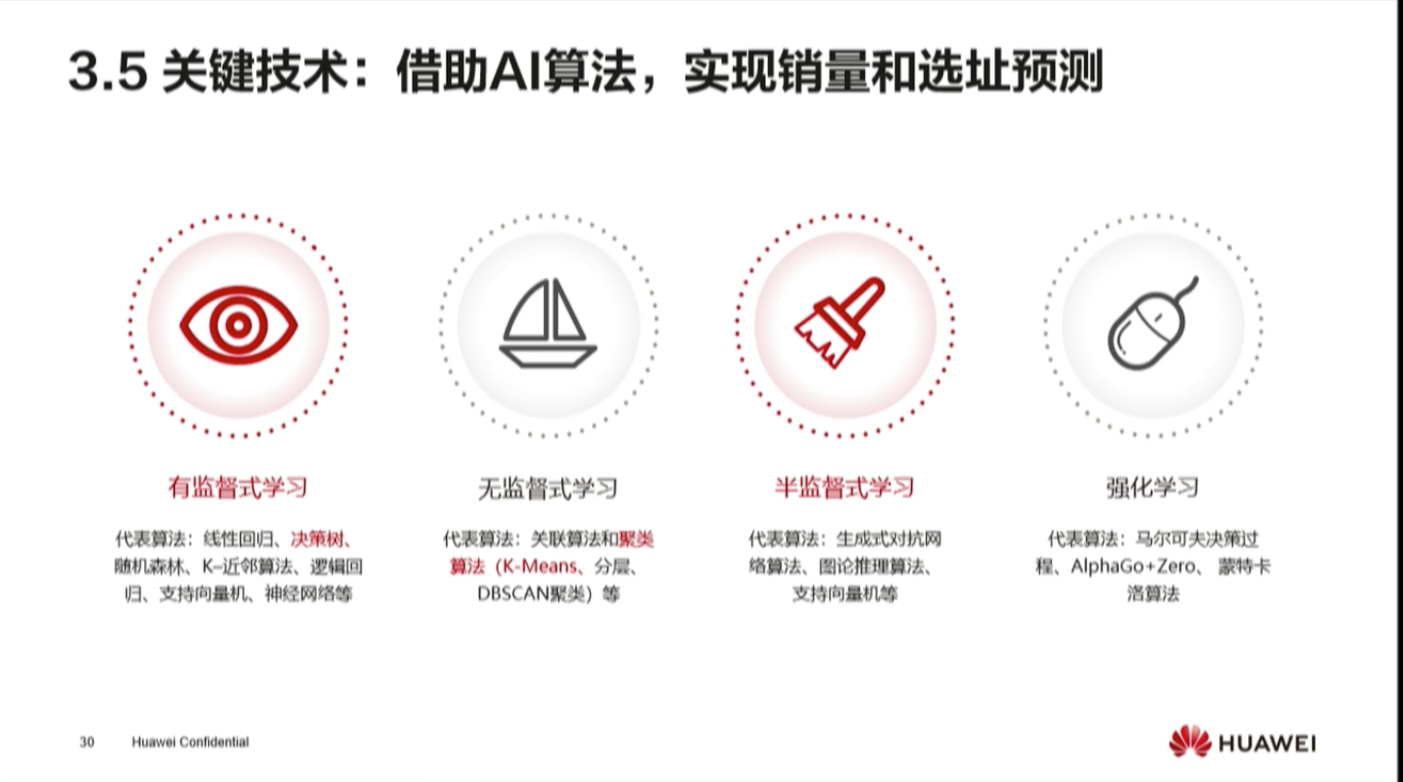 3.5 关键技术：借助AI算法，实现销量和选址预测
有监督式学习
代表算法：线性回归、决策树、
随机森林、K–近邻算法、逻辑回
归、支持向量机、神经网络等
无监督式学习
代表算法：关联算法和聚类
算法（K-Means、分层、
DBSCAN聚类）等
半监督式学习
代表算法：生成式对抗网
络算法、图论推理算法、
支持向量机等
强化学习
代表算法：马尔可夫决策过
程、AlphaGo+Zero、 蒙特卡
洛算法
30 Huawei Confidential
HUAWEI